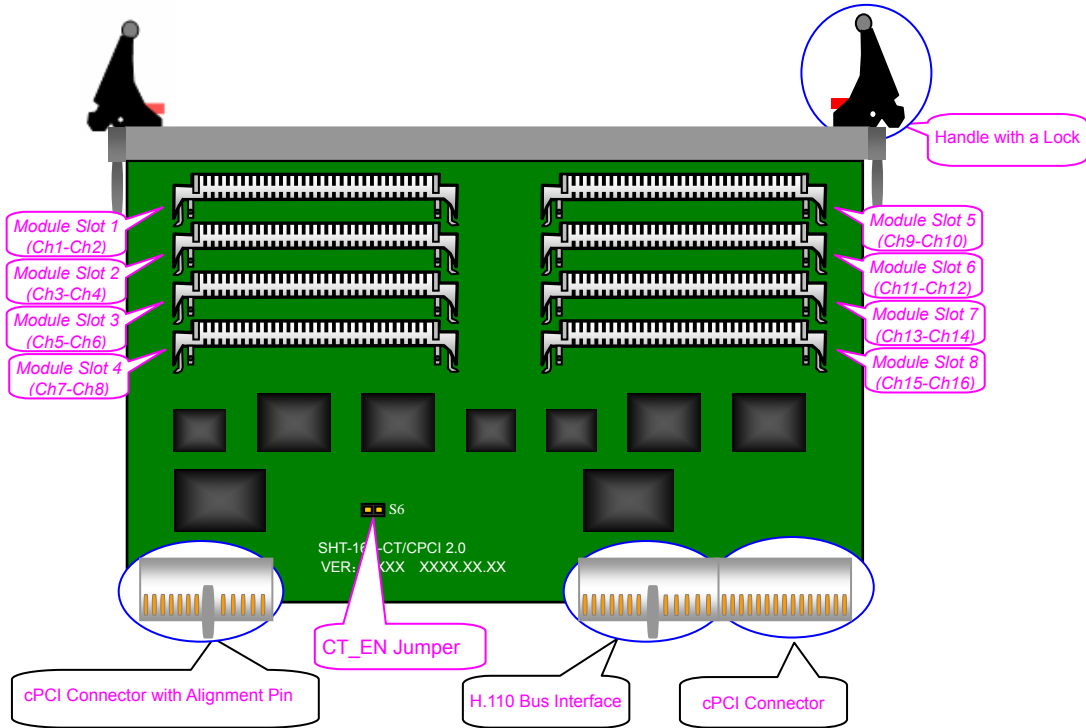 Handle with a Lock
Module Slot 1
(Ch1-Ch2)
Module Slot 2
(Ch3-Ch4)
Module Slot 3
(Ch5-Ch6)
Module Slot 4
(Ch7-Ch8)
Module Slot 5
(Ch9-Ch10)
Module Slot 6
(Ch11-Ch12)
Module Slot 7
(Ch13-Ch14)
Module Slot 8
(Ch15-Ch16)
S6
-CT/CPCI 2.0
VER: XXXX.XX.XX
CT_EN Jumper
cPCI Connector with Alignment Pin
H.110 Bus Interface
cPCI Connector